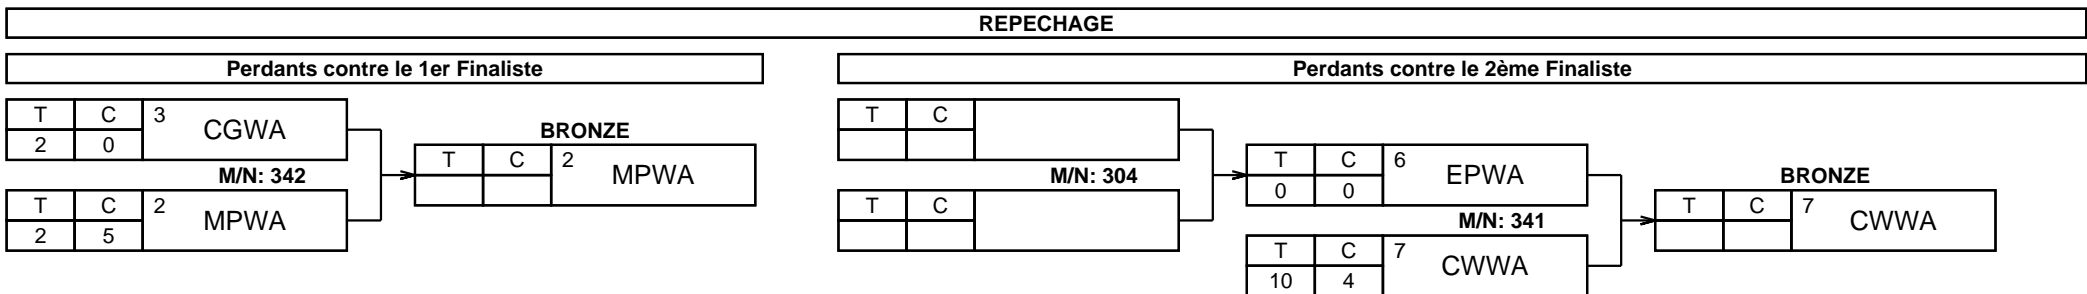 REPECHAGE
Perdants contre le 1er Finaliste
Perdants contre le 2ème Finaliste
T C 3 CGWA
2 0
M/N: 342
T C 2 MPWA
2 5
BRONZE
T C 2 MPWA
T C
M/N: 304
T C
T C 6 EPWA
0 0
M/N: 341
T C 7 CWWA
10 4
BRONZE
T C 7 CWWA